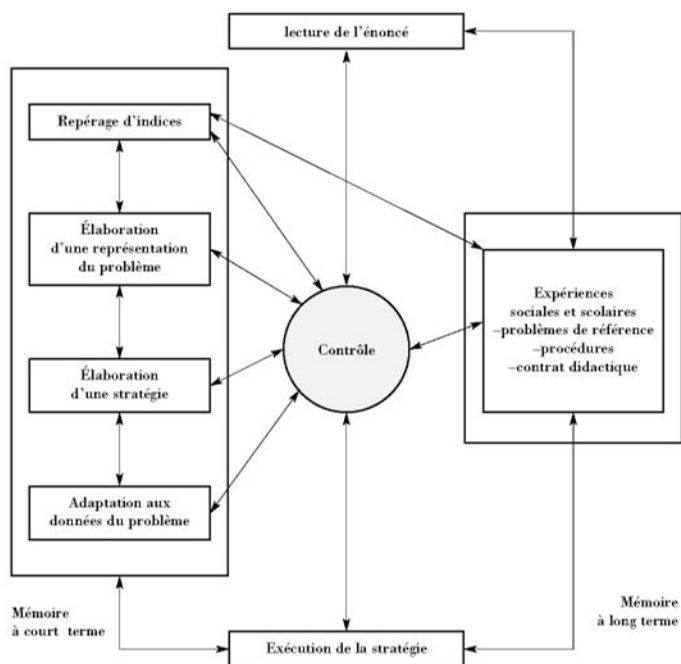 lecture de l'énoncé
Repérage d'indices
Élaboration
d'une représentation
du problème
Élaboration
d'une stratégie
Adaptation aux
données du problème
Contrôle
Expériences
sociales et scolaires
–problèmes de référence
–procédures
–contrat didactique
Mémoire
à court terme
Exécution de la stratégie
Mémoire
à long terme